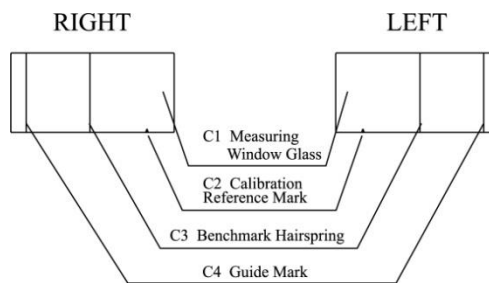 RIGHT
LEFT
C1 Measuring
Window Glass
C2 Calibration
Reference Mark
C3 Benchmark Hairspring
C4 Guide Mark